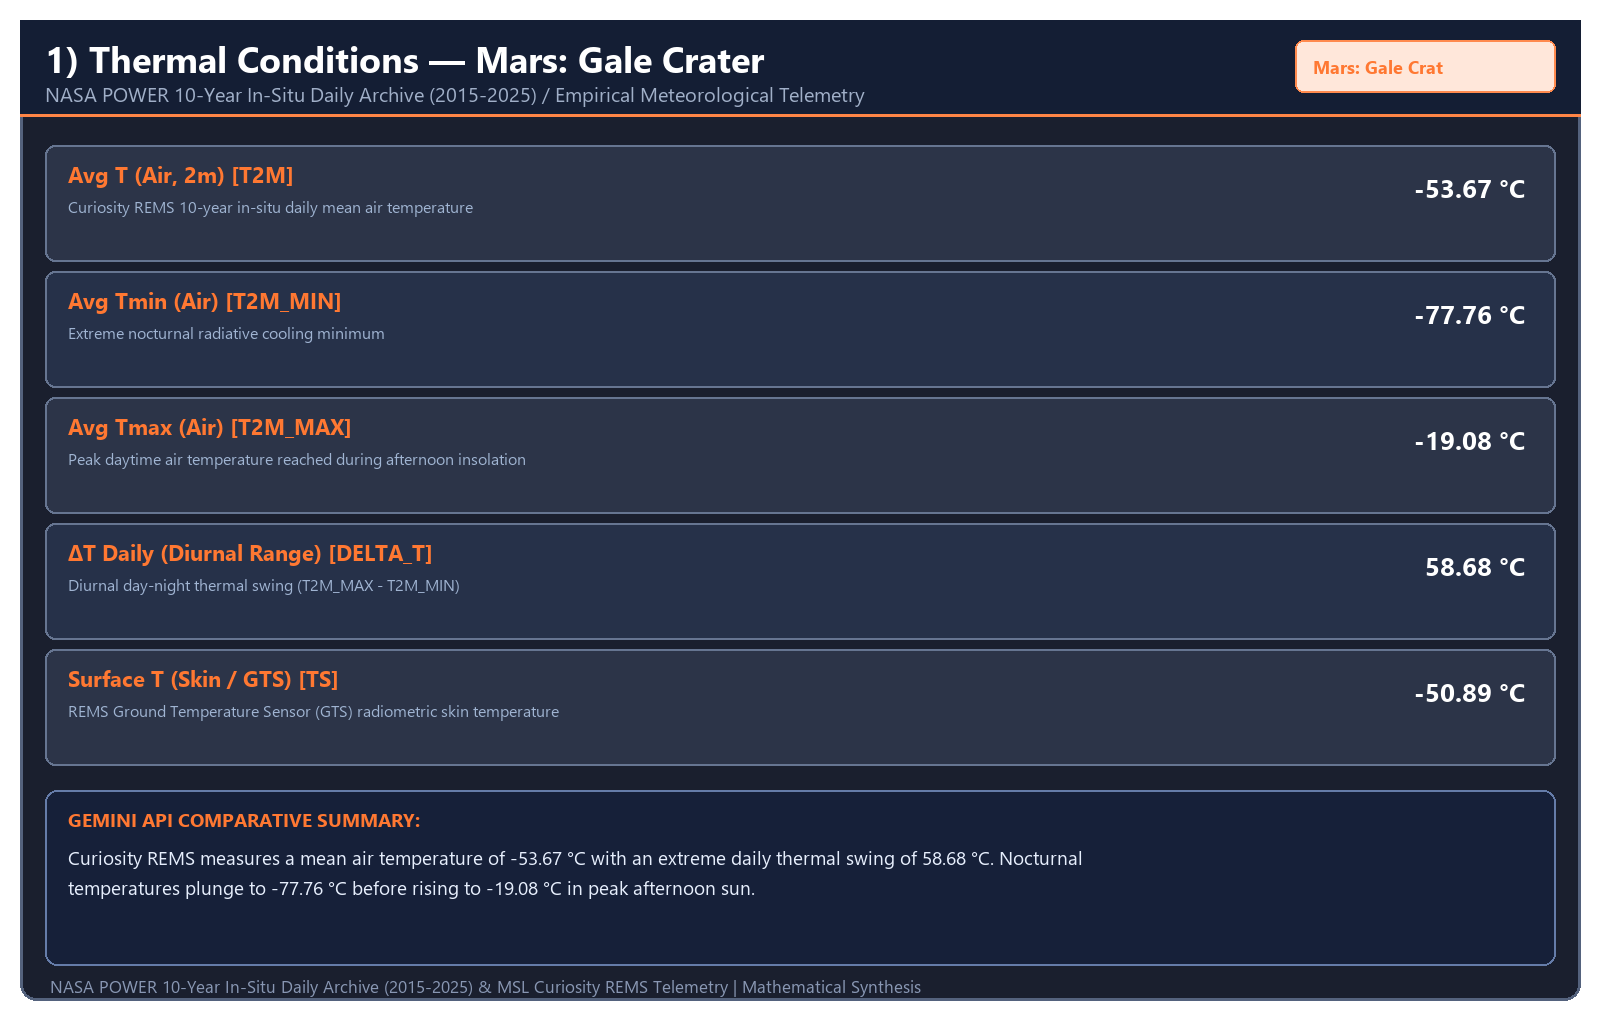 1) Thermal Conditions — Mars: Gale Crater
NASA POWER 10-Year In-Situ Daily Archive (2015-2025) / Empirical Meteorological Telemetry
Mars: Gale Crat
Avg T (Air, 2m) [T2M]
Curiosity REMS 10-year in-situ daily mean air temperature
-53.67 °C
Avg Tmin (Air) [T2M_MIN]
Extreme nocturnal radiative cooling minimum
-77.76 °C
Avg Tmax (Air) [T2M_MAX]
Peak daytime air temperature reached during afternoon insolation
-19.08 °C
ΔT Daily (Diurnal Range) [DELTA_T]
Diurnal day-night thermal swing (T2M_MAX - T2M_MIN)
58.68 °C
Surface T (Skin / GTS) [TS]
REMS Ground Temperature Sensor (GTS) radiometric skin temperature
-50.89 °C
GEMINI API COMPARATIVE SUMMARY:
Curiosity REMS measures a mean air temperature of -53.67 °C with an extreme daily thermal swing of 58.68 °C. Nocturnal
temperatures plunge to -77.76 °C before rising to -19.08 °C in peak afternoon sun.
NASA POWER 10-Year In-Situ Daily Archive (2015-2025) & MSL Curiosity REMS Telemetry | Mathematical Synthesis